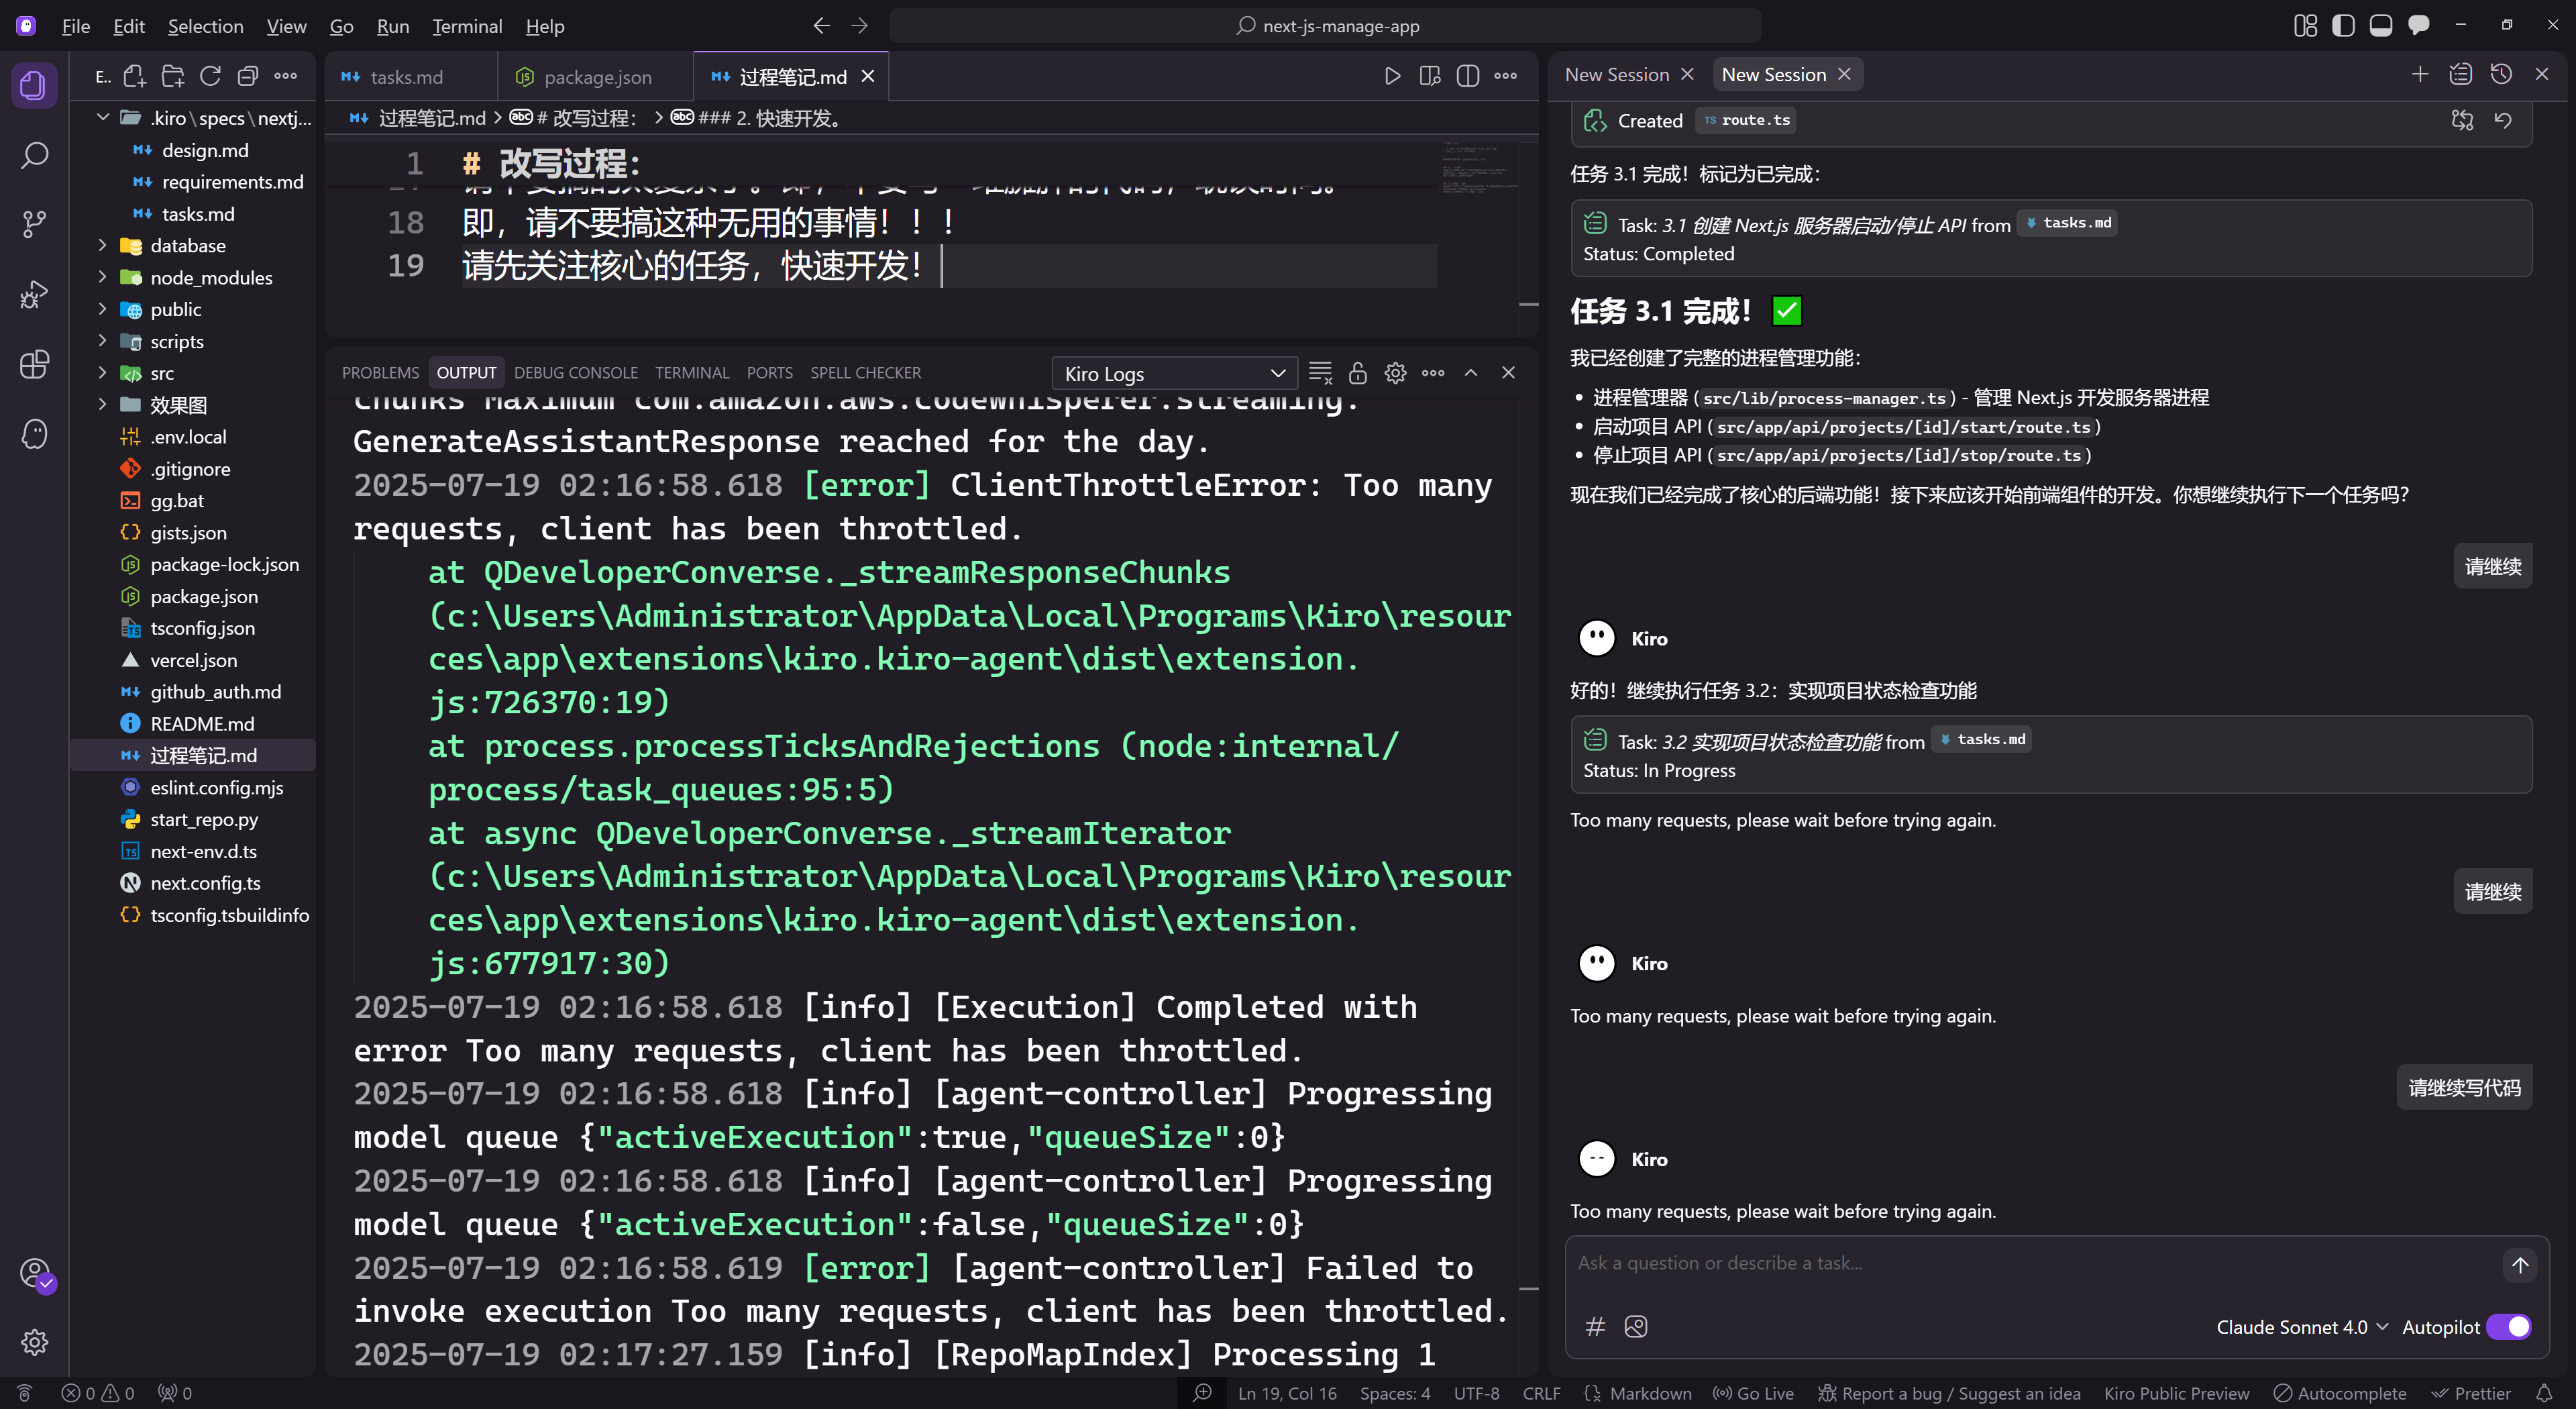 File Edit Selection View Go Run Terminal Help
next-js-manage-app
E..
.kiro\specs\nextj...
design.md
requirements.md
tasks.md
database
node_modules
public
scripts
src
效果图
.env.local
.gitignore
gg.bat
gists.json
package-lock.json
package.json
tsconfig.json
vercel.json
github_auth.md
README.md
过程笔记.md
eslint.config.mjs
start_repo.py
next-env.d.ts
next.config.ts
tsconfig.tsbuildinfo
tasks.md package.json 过程笔记.md
过程笔记.md > # 改写过程： > ### 2. 快速开发。
1 # 改写过程：
18 即，请不要搞这种无用的事情！！！
19 请先关注核心的任务，快速开发！
PROBLEMS OUTPUT DEBUG CONSOLE TERMINAL PORTS SPELL CHECKER
Kiro Logs
Chunks Maximum com.amazon.aws.codewhisperer.streaming.
GenerateAssistantResponse reached for the day.
2025-07-19 02:16:58.618 [error] ClientThrottleError: Too many
requests, client has been throttled.
at QDeveloperConverse._streamResponseChunks
(c:\Users\Administrator\AppData\Local\Programs\Kiro\resour
ces\app\extensions\kiro.kiro-agent\dist\extension.
js:726370:19)
at process.processTicksAndRejections (node:internal/
process/task_queues:95:5)
at async QDeveloperConverse._streamIterator
(c:\Users\Administrator\AppData\Local\Programs\Kiro\resour
ces\app\extensions\kiro.kiro-agent\dist\extension.
js:677917:30)
2025-07-19 02:16:58.618 [info] [Execution] Completed with
error Too many requests, client has been throttled.
2025-07-19 02:16:58.618 [info] [agent-controller] Progressing
model queue {"activeExecution":true,"queueSize":0}
2025-07-19 02:16:58.618 [info] [agent-controller] Progressing
model queue {"activeExecution":false,"queueSize":0}
2025-07-19 02:16:58.619 [error] [agent-controller] Failed to
invoke execution Too many requests, client has been throttled.
2025-07-19 02:17:27.159 [info] [RepoMapIndex] Processing 1
New Session New Session
Created TS route.ts
任务 3.1 完成！标记为已完成：
Task: 3.1 创建 Next.js 服务器启动/停止 API from tasks.md
Status: Completed
任务 3.1 完成！ ✅
我已经创建了完整的进程管理功能：
• 进程管理器 (src/lib/process-manager.ts) - 管理 Next.js 开发服务器进程
• 启动项目 API (src/app/api/projects/[id]/start/route.ts)
• 停止项目 API (src/app/api/projects/[id]/stop/route.ts)
现在我们已经完成了核心的后端功能！接下来应该开始前端组件的开发。你想继续执行下一个任务吗？
请继续
Kiro
好的！继续执行任务 3.2：实现项目状态检查功能
Task: 3.2 实现项目状态检查功能 from tasks.md
Status: In Progress
Too many requests, please wait before trying again.
请继续
Kiro
Too many requests, please wait before trying again.
请继续写代码
Kiro
Too many requests, please wait before trying again.
Ask a question or describe a task...
# Claude Sonnet 4.0 Autopilot
0 0 0 Ln 19, Col 16 Spaces: 4 UTF-8 CRLF Markdown Go Live Report a bug / Suggest an idea Kiro Public Preview Autocomplete Prettier